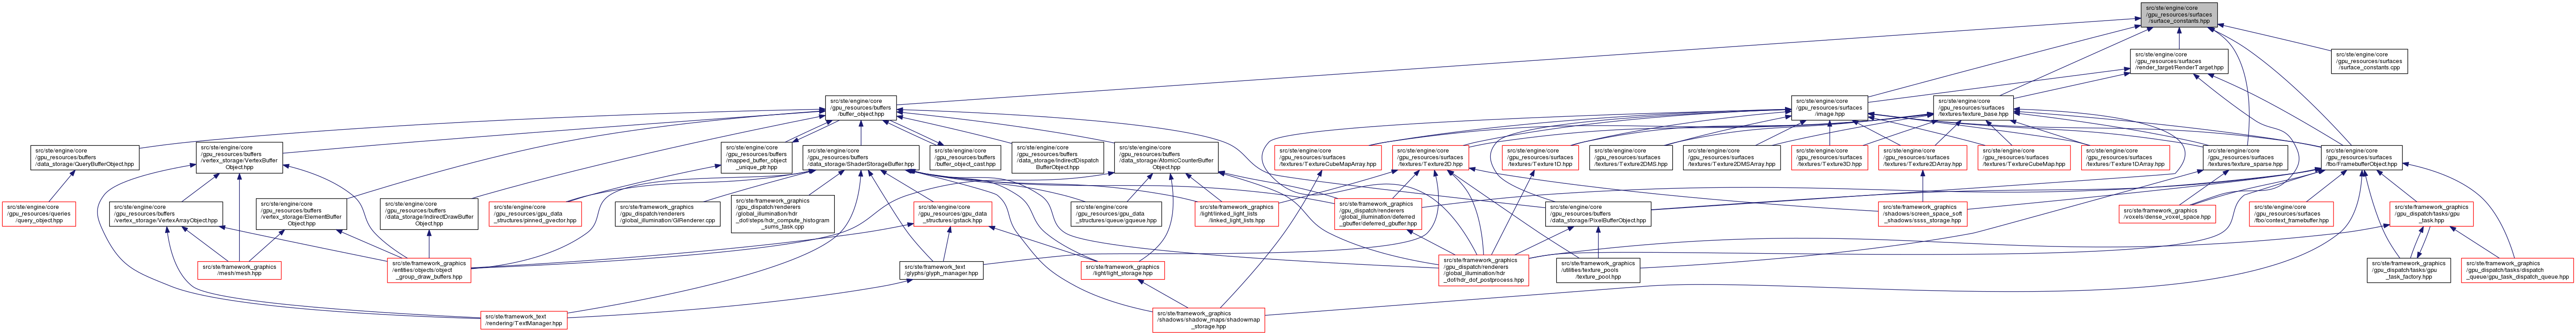 src/ste/engine/core
/gpu_resources/surfaces
/surface_constants.hpp
src/ste/engine/core
/gpu_resources/surfaces
/render_target/RenderTarget.hpp
src/ste/engine/core
/gpu_resources/surfaces
/surface_constants.cpp
src/ste/engine/core
/gpu_resources/buffers
/buffer_object.hpp
src/ste/engine/core
/gpu_resources/surfaces
/image.hpp
src/ste/engine/core
/gpu_resources/surfaces
/textures/texture_base.hpp
src/ste/engine/core
/gpu_resources/buffers
/data_storage/QueryBufferObject.hpp
src/ste/engine/core
/gpu_resources/buffers
/vertex_storage/VertexBuffer
Object.hpp
src/ste/engine/core
/gpu_resources/buffers
/mapped_buffer_object
_unique_ptr.hpp
src/ste/engine/core
/gpu_resources/buffers
/data_storage/ShaderStorageBuffer.hpp
src/ste/engine/core
/gpu_resources/buffers
/buffer_object_cast.hpp
src/ste/engine/core
/gpu_resources/buffers
/data_storage/IndirectDispatch
BufferObject.hpp
src/ste/engine/core
/gpu_resources/buffers
/data_storage/AtomicCounterBuffer
Object.hpp
src/ste/engine/core
/gpu_resources/surfaces
/textures/TextureCubeMapArray.hpp
src/ste/engine/core
/gpu_resources/surfaces
/textures/Texture2D.hpp
src/ste/engine/core
/gpu_resources/surfaces
/textures/Texture1D.hpp
src/ste/engine/core
/gpu_resources/surfaces
/textures/Texture2DMS.hpp
src/ste/engine/core
/gpu_resources/surfaces
/textures/Texture2DMSArray.hpp
src/ste/engine/core
/gpu_resources/surfaces
/textures/Texture3D.hpp
src/ste/engine/core
/gpu_resources/surfaces
/textures/Texture2DArray.hpp
src/ste/engine/core
/gpu_resources/surfaces
/textures/TextureCubeMap.hpp
src/ste/engine/core
/gpu_resources/surfaces
/textures/Texture1DArray.hpp
src/ste/engine/core
/gpu_resources/surfaces
/textures/texture_sparse.hpp
src/ste/engine/core
/gpu_resources/surfaces
/fbo/FramebufferObject.hpp
src/ste/engine/core
/gpu_resources/queries
/query_object.hpp
src/ste/engine/core
/gpu_resources/buffers
/vertex_storage/VertexArrayObject.hpp
src/ste/engine/core
/gpu_resources/buffers
/vertex_storage/ElementBuffer
Object.hpp
src/ste/engine/core
/gpu_resources/buffers
/data_storage/IndirectDrawBuffer
Object.hpp
src/ste/engine/core
/gpu_resources/gpu_data
_structures/pinned_gvector.hpp
src/ste/framework_graphics
/gpu_dispatch/renderers
/global_illumination/GIRenderer.cpp
src/ste/framework_graphics
/gpu_dispatch/renderers
/global_illumination/hdr
_dof/steps/hdr_compute_histogram
_sums_task.cpp
src/ste/engine/core
/gpu_resources/gpu_data
_structures/gstack.hpp
src/ste/engine/core
/gpu_resources/gpu_data
_structures/queue/gqueue.hpp
src/ste/framework_graphics
/light/linked_light_lists
/linked_light_lists.hpp
src/ste/framework_graphics
/gpu_dispatch/renderers
/global_illumination/deferred
_gbuffer/deferred_gbuffer.hpp
src/ste/engine/core
/gpu_resources/buffers
/data_storage/PixelBufferObject.hpp
src/ste/framework_graphics
/shadows/screen_space_soft
_shadows/ssss_storage.hpp
src/ste/framework_graphics
/voxels/dense_voxel_space.hpp
src/ste/engine/core
/gpu_resources/surfaces
/fbo/context_framebuffer.hpp
src/ste/framework_graphics
/gpu_dispatch/tasks/gpu
_task.hpp
src/ste/framework_graphics
/mesh/mesh.hpp
src/ste/framework_graphics
/entities/objects/object
_group_draw_buffers.hpp
src/ste/framework_text
/glyphs/glyph_manager.hpp
src/ste/framework_graphics
/light/light_storage.hpp
src/ste/framework_graphics
/gpu_dispatch/renderers
/global_illumination/hdr
_dof/hdr_dof_postprocess.hpp
src/ste/framework_graphics
/utilities/texture_pools
/texture_pool.hpp
src/ste/framework_graphics
/gpu_dispatch/tasks/gpu
_task_factory.hpp
src/ste/framework_graphics
/gpu_dispatch/tasks/dispatch
_queue/gpu_task_dispatch_queue.hpp
src/ste/framework_text
/rendering/TextManager.hpp
src/ste/framework_graphics
/shadows/shadow_maps/shadowmap
_storage.hpp